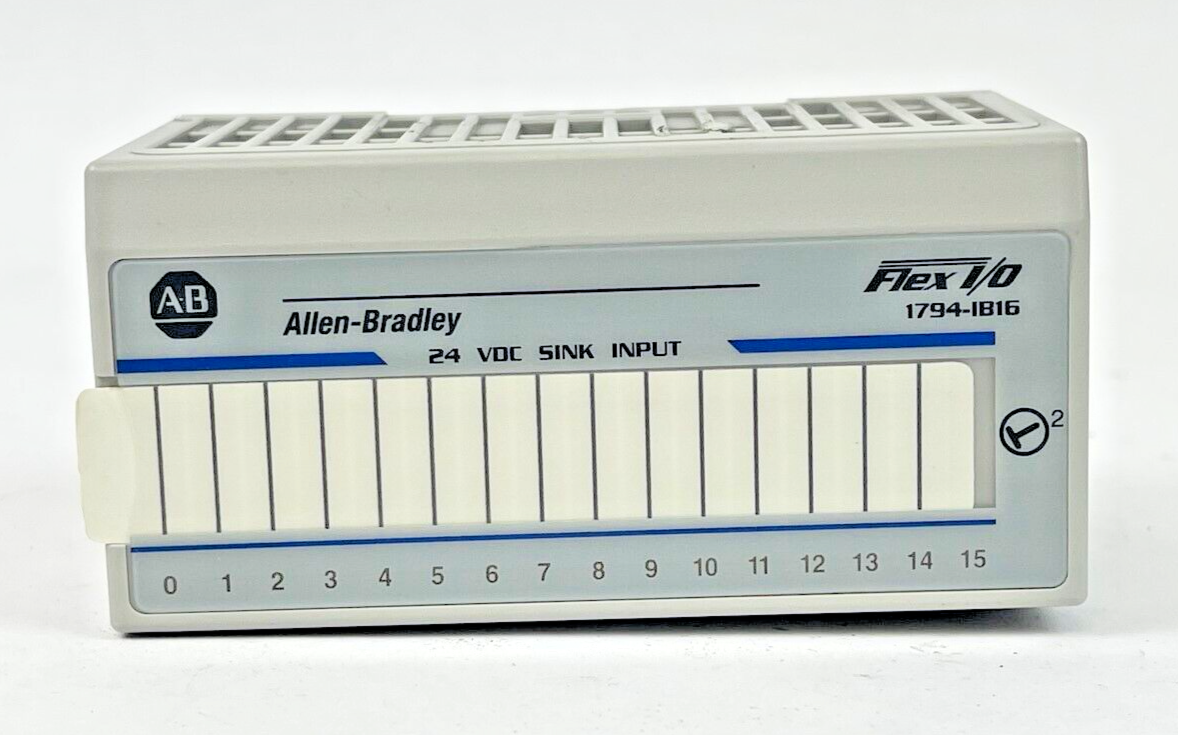 AB
Allen-Bradley
Flex I/O
1794-IB16
24 VDC SINK INPUT
2
0 1 2 3 4 5 6 7 8 9 10 11 12 13 14 15